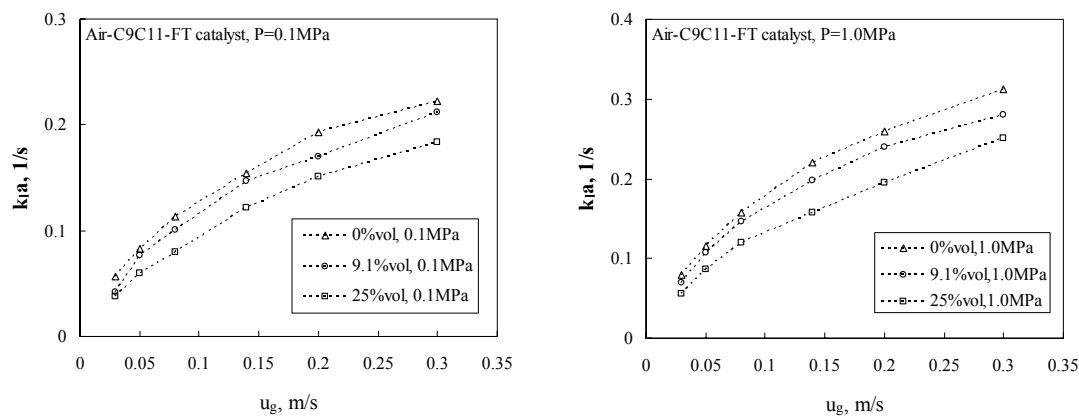 Air-C9C11-FT catalyst, P=0.1MPa
0.3
0.2
0.1
0
kla, 1/s
0%vol, 0.1MPa
9.1%vol, 0.1MPa
25%vol, 0.1MPa
0 0.05 0.1 0.15 0.2 0.25 0.3 0.35
ug, m/s
Air-C9C11-FT catalyst, P=1.0MPa
0.4
0.3
0.2
0.1
0
kla, 1/s
0%vol,1.0MPa
9.1%vol,1.0MPa
25%vol,1.0MPa
0 0.05 0.1 0.15 0.2 0.25 0.3 0.35
ug, m/s